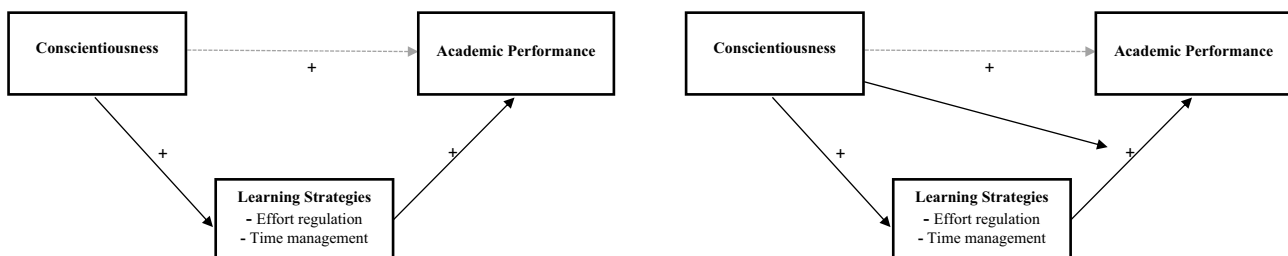 Conscientiousness
Academic Performance
+
+
+
Learning Strategies
- Effort regulation
- Time management
Conscientiousness
Academic Performance
+
+
+
Learning Strategies
- Effort regulation
- Time management